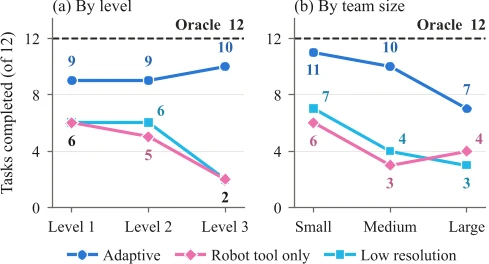 (a) By level
(b) By team size
Oracle 12
Oracle 12
Tasks completed (of 12)
12
8
4
0
9
9
10
6
6
5
2
Level 1
Level 2
Level 3
12
8
4
0
11
10
7
7
4
3
6
3
4
Small
Medium
Large
Adaptive
Robot tool only
Low resolution